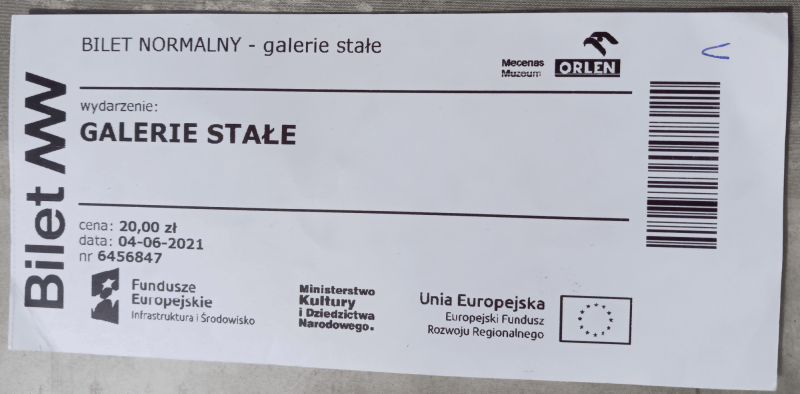 BILET NORMALNY - galerie stałe
Mecenas
Muzeum
ORLEN
wydarzenie:
GALERIE STAŁE
Bilet
cena: 20,00 zł
data: 04-06-2021
nr 6456847
Fundusze
Europejskie
Infrastruktura i Środowisko
Ministerstwo
Kultury
i Dziedzictwa
Narodowego.
Unia Europejska
Europejski Fundusz
Rozwoju Regionalnego